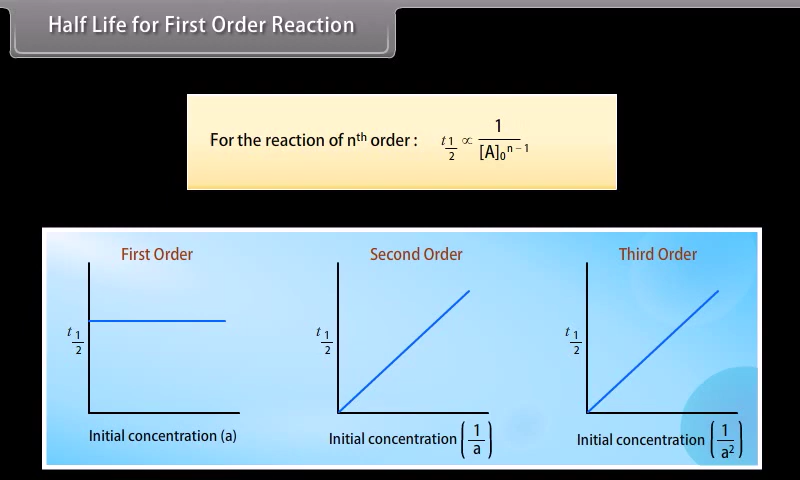 Half Life for First Order Reaction
For the reaction of nth order : t1/2 ∝ 1/[A]0^n – 1
First Order
Second Order
Third Order
t1/2
t1/2
t1/2
Initial concentration (a)
Initial concentration (1/a)
Initial concentration (1/a²)